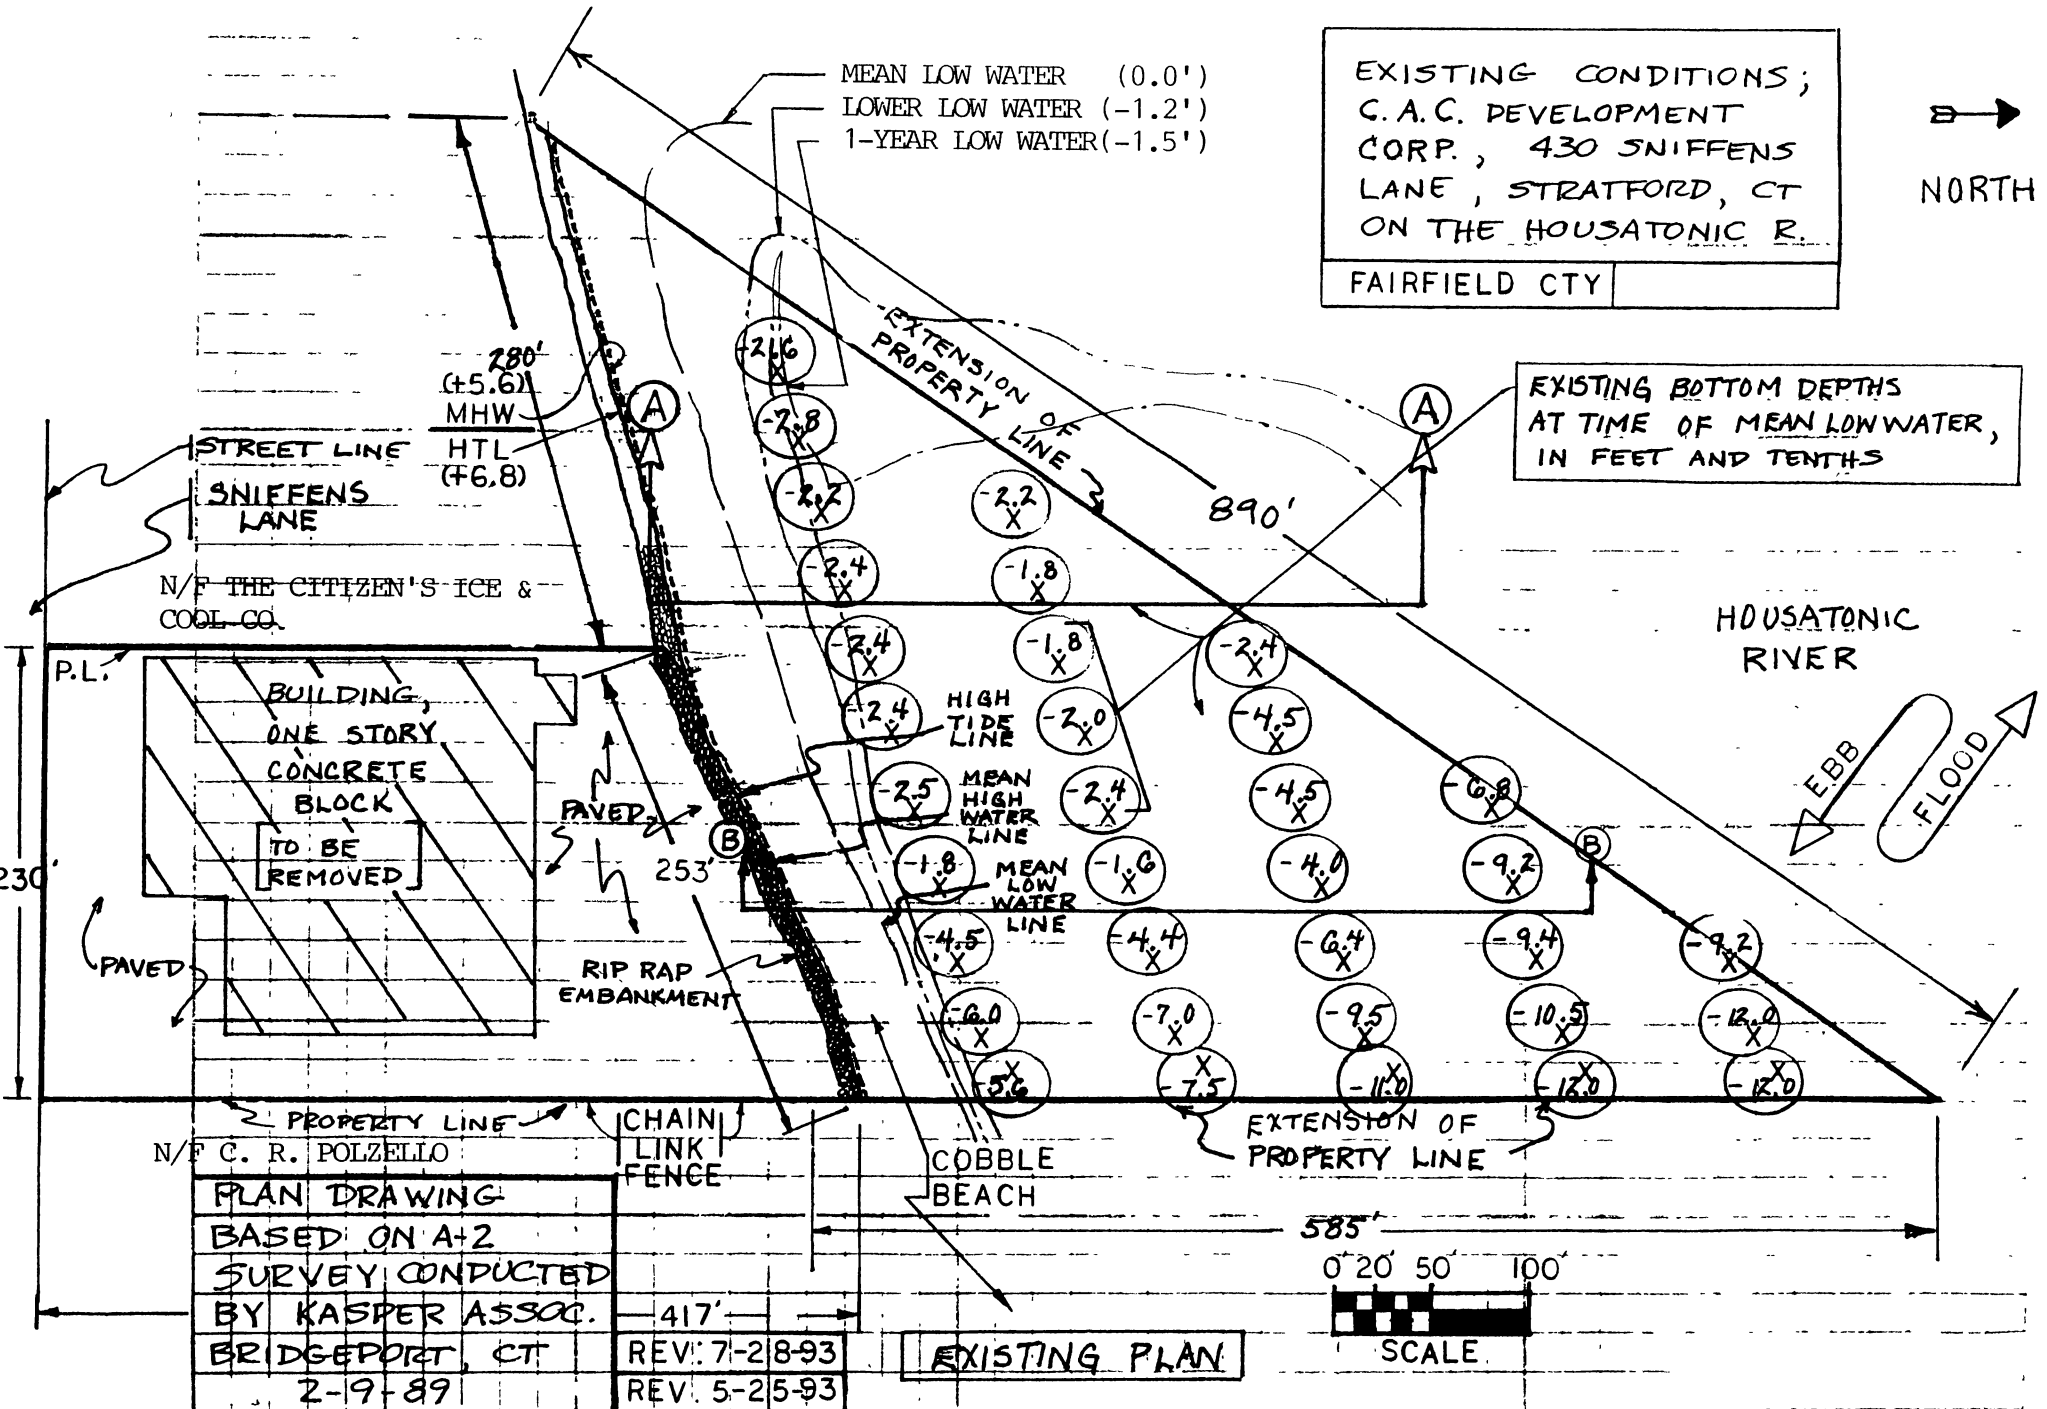 MEAN LOW WATER (0.0')
LOWER LOW WATER (-1.2')
1-YEAR LOW WATER(-1.5')
EXISTING CONDITIONS;
C.A.C. DEVELOPMENT
CORP., 430 SNIFFENS
LANE, STRATFORD, CT
ON THE HOUSATONIC R.
FAIRFIELD CTY
NORTH
EXISTING BOTTOM DEPTHS
AT TIME OF MEAN LOW WATER,
IN FEET AND TENTHS
EXTENSION OF
PROPERTY
LINE
890'
280'
(+5.6)
MHW
HTL
(+6.8)
A
A
STREET LINE
SNIFFENS
LANE
N/F THE CITIZEN'S ICE &
COOL CO.
P.L.
230'
BUILDING,
ONE STORY
CONCRETE
BLOCK
TO BE
REMOVED
PAVED
PAVED
253'
B
B
HIGH
TIDE
LINE
MEAN
HIGH
WATER
LINE
MEAN
LOW
WATER
LINE
RIP RAP
EMBANKMENT
HOUSATONIC
RIVER
EBB
FLOOD
-2.6
-2.8
-2.2 -2.2
-2.4 -1.8
-2.4 -1.8 -2.4
-2.4 -2.0 -4.5
-2.5 -2.4 -4.5 -6.8
-1.8 -1.6 -4.0 -9.2
-4.5 -4.4 -6.4 -9.4 -9.2
-6.0 -7.0 -9.5 -10.5 -12.0
-5.6 -7.5 -11.0 -12.0 -12.0
PROPERTY LINE
N/F C. R. POLZELLO
CHAIN
LINK
FENCE
COBBLE
BEACH
EXTENSION OF
PROPERTY LINE
585'
417'
0' 20' 50' 100'
SCALE
PLAN DRAWING
BASED ON A-2
SURVEY CONDUCTED
BY KASPER ASSOC.
BRIDGEPORT, CT
2-9-89
REV: 7-28-93
REV. 5-25-93
EXISTING PLAN